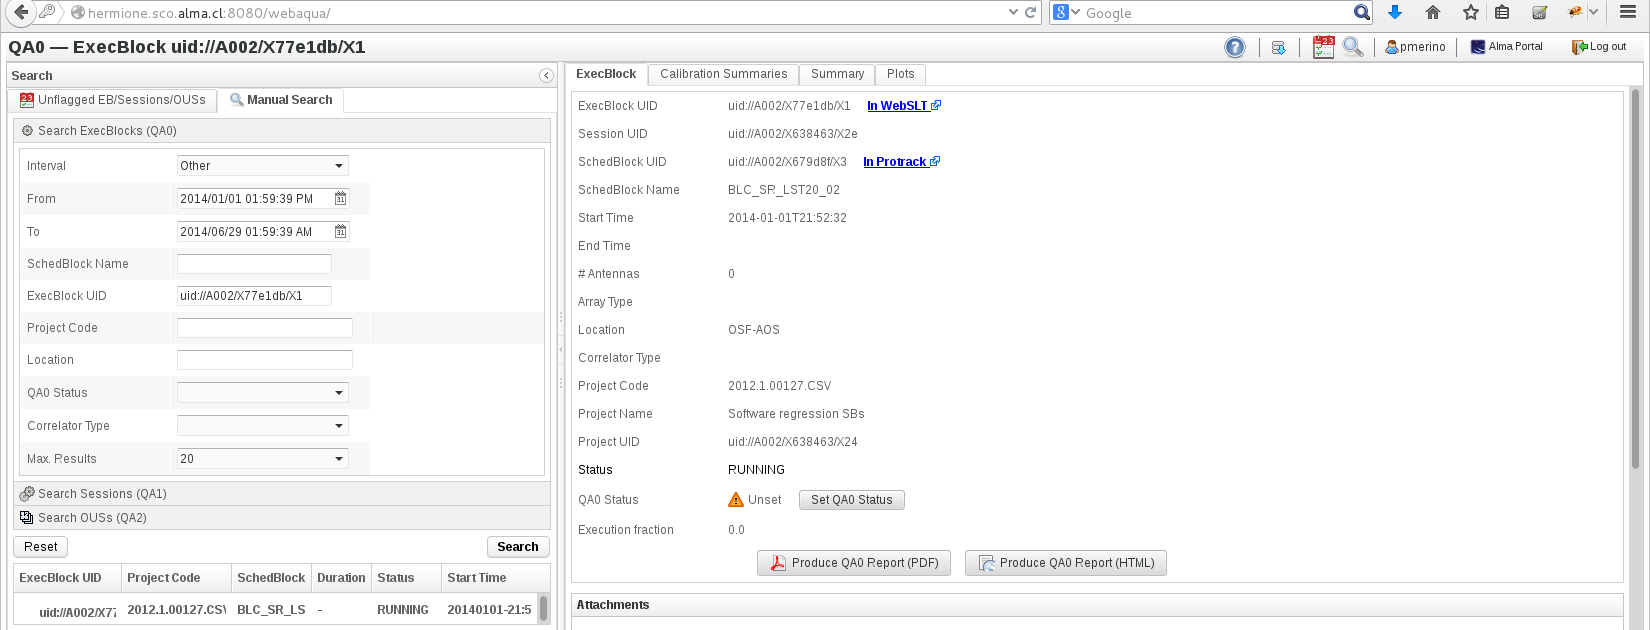 hermione.sco.alma.cl:8080/webaqua/
Google
QA0 — ExecBlock uid://A002/X77e1db/X1
pmerino
Alma Portal
Log out
Search
Unflagged EB/Sessions/OUSs
Manual Search
Search ExecBlocks (QA0)
Interval Other
From 2014/01/01 01:59:39 PM
To 2014/06/29 01:59:39 AM
SchedBlock Name
ExecBlock UID uid://A002/X77e1db/X1
Project Code
Location
QA0 Status
Correlator Type
Max. Results 20
Search Sessions (QA1)
Search OUSs (QA2)
Reset Search
ExecBlock UID Project Code SchedBlock Duration Status Start Time
uid://A002/X77 2012.1.00127.CSV BLC_SR_LS - RUNNING 20140101-21:5
ExecBlock Calibration Summaries Summary Plots
ExecBlock UID uid://A002/X77e1db/X1 In WebSLT
Session UID uid://A002/X638463/X2e
SchedBlock UID uid://A002/X679d8f/X3 In Protrack
SchedBlock Name BLC_SR_LST20_02
Start Time 2014-01-01T21:52:32
End Time
# Antennas 0
Array Type
Location OSF-AOS
Correlator Type
Project Code 2012.1.00127.CSV
Project Name Software regression SBs
Project UID uid://A002/X638463/X24
Status RUNNING
QA0 Status Unset Set QA0 Status
Execution fraction 0.0
Produce QA0 Report (PDF) Produce QA0 Report (HTML)
Attachments